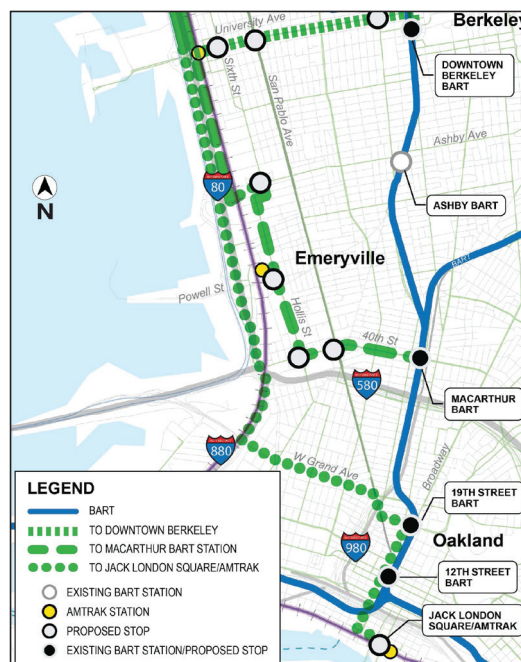 University Ave
Berkeley
Sixth St
San Pablo Ave
DOWNTOWN
BERKELEY
BART
Ashby Ave
80
ASHBY BART
N
Emeryville
BART
Powell St
Hollis St
40th St
580
MACARTHUR
BART
880
W Grand Ave
Broadway
19TH STREET
BART
980
Oakland
12TH STREET
BART
JACK LONDON
SQUARE/AMTRAK
LEGEND
BART
TO DOWNTOWN BERKELEY
TO MACARTHUR BART STATION
TO JACK LONDON SQUARE/AMTRAK
EXISTING BART STATION
AMTRAK STATION
PROPOSED STOP
EXISTING BART STATION/PROPOSED STOP